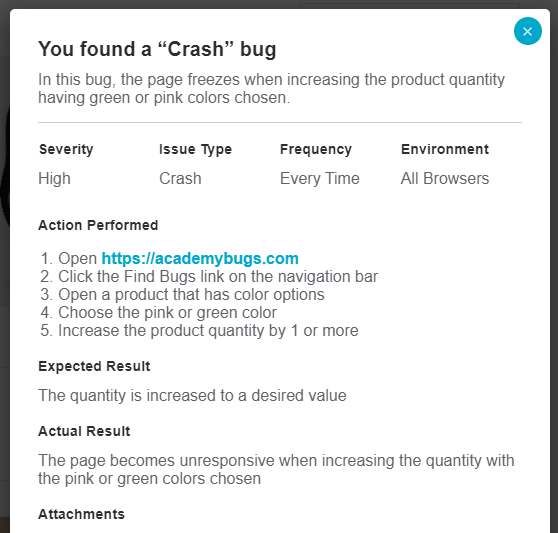 You found a “Crash” bug
In this bug, the page freezes when increasing the product quantity
having green or pink colors chosen.
Severity Issue Type Frequency Environment
High Crash Every Time All Browsers
Action Performed
1. Open https://academybugs.com
2. Click the Find Bugs link on the navigation bar
3. Open a product that has color options
4. Choose the pink or green color
5. Increase the product quantity by 1 or more
Expected Result
The quantity is increased to a desired value
Actual Result
The page becomes unresponsive when increasing the quantity with
the pink or green colors chosen
Attachments